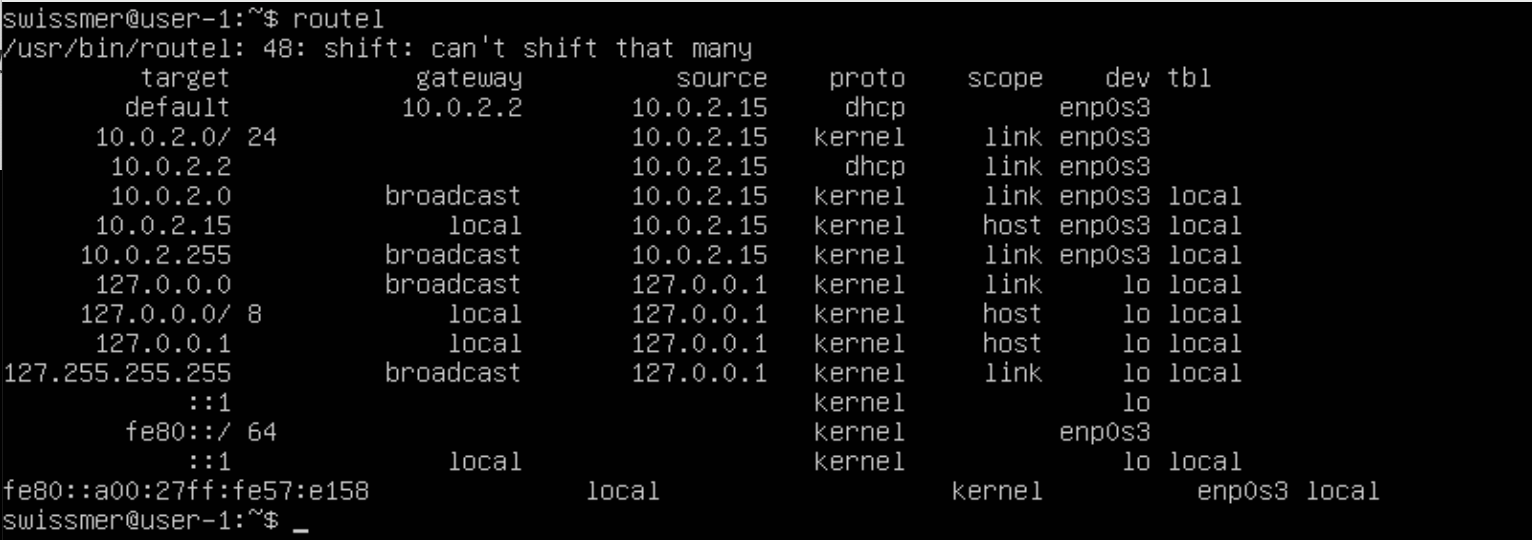 swissmer@user-1:~$ routel
/usr/bin/routel: 48: shift: can't shift that many
target gateway source proto scope dev tbl
default 10.0.2.2 10.0.2.15 dhcp enp0s3
10.0.2.0/ 24 10.0.2.15 kernel link enp0s3
10.0.2.2 10.0.2.15 dhcp link enp0s3
10.0.2.0 broadcast 10.0.2.15 kernel link enp0s3 local
10.0.2.15 local 10.0.2.15 kernel host enp0s3 local
10.0.2.255 broadcast 10.0.2.15 kernel link enp0s3 local
127.0.0.0 broadcast 127.0.0.1 kernel link lo local
127.0.0.0/ 8 local 127.0.0.1 kernel host lo local
127.0.0.1 local 127.0.0.1 kernel host lo local
127.255.255.255 broadcast 127.0.0.1 kernel link lo local
::1 kernel lo
fe80::/ 64 kernel enp0s3
::1 local kernel lo local
fe80::a00:27ff:fe57:e158 local kernel enp0s3 local
swissmer@user-1:~$ _